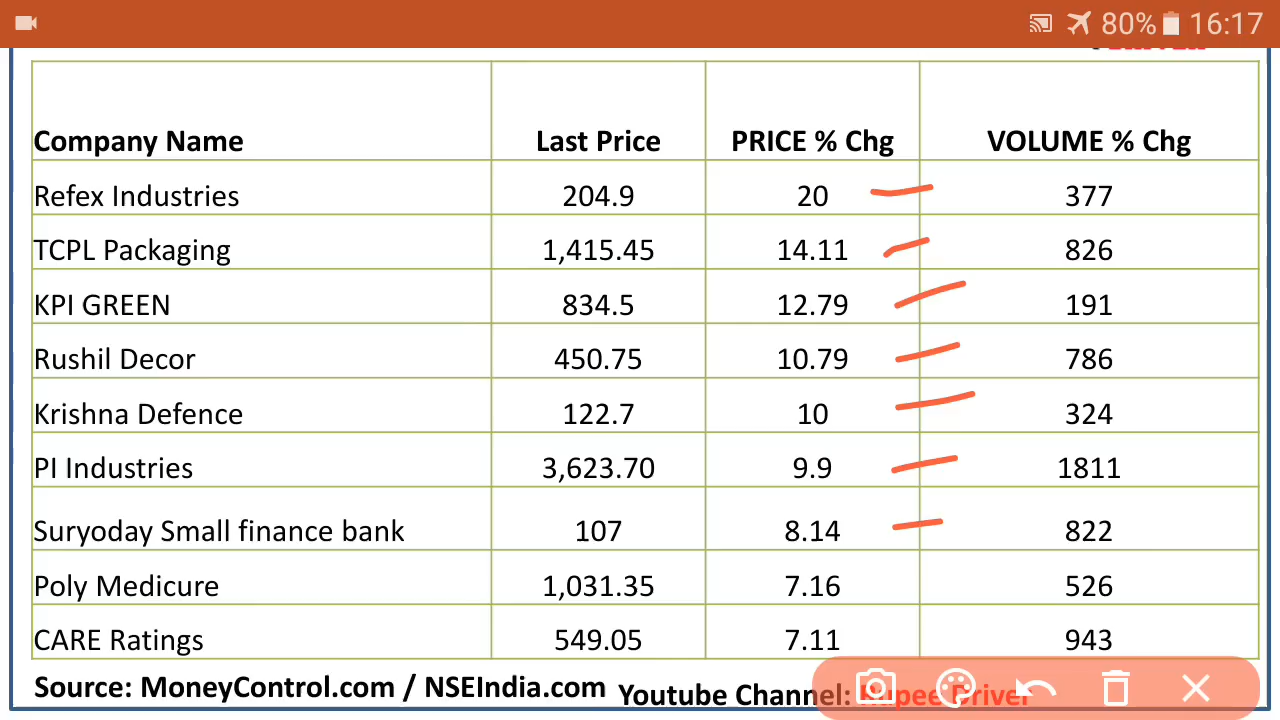 80% 16:17
Company Name Last Price PRICE % Chg VOLUME % Chg
Refex Industries 204.9 20 377
TCPL Packaging 1,415.45 14.11 826
KPI GREEN 834.5 12.79 191
Rushil Decor 450.75 10.79 786
Krishna Defence 122.7 10 324
PI Industries 3,623.70 9.9 1811
Suryoday Small finance bank 107 8.14 822
Poly Medicure 1,031.35 7.16 526
CARE Ratings 549.05 7.11 943
Source: MoneyControl.com / NSEIndia.com Youtube Channel: Rupee Driver